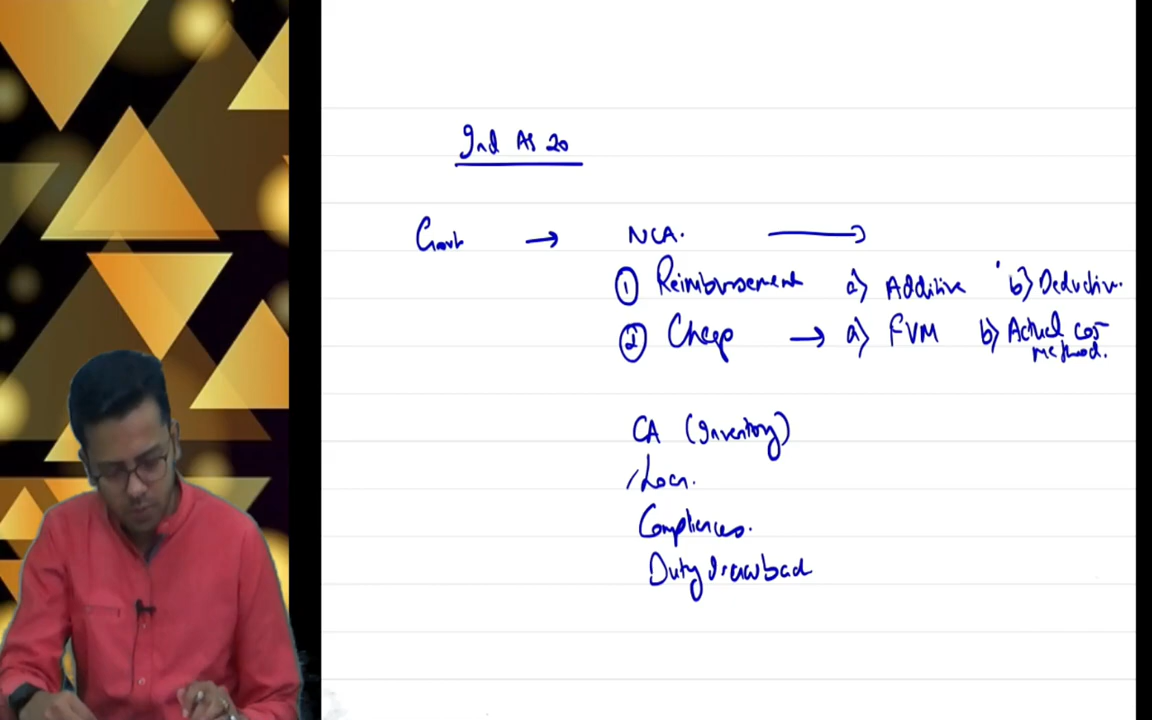 Ind AS 20
Govt → NCA. →
① Reimbursement a) Additive b) Deductive.
② Cheap → a) FVM b) Actual cos method.
CA (Inventory)
Loan.
Compliances.
Duty drawback